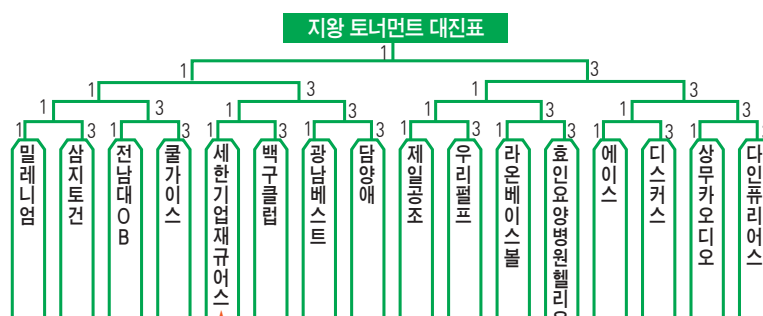 지왕 토너먼트 대진표
1
1 3
1 3 1 3
1 3 1 3 1 3 1 3
1 3 1 3 1 3 1 3 1 3 1 3 1 3 1
밀레니엄
삼지토건
전남대OB
쿨가이스
세한기업재규어스
백구클럽
광남베스트
담양애
제일공조
우리펄프
라온베이스볼
효인요양병원헬리오
에이스
디스커스
상무카오디오
다인퓨리어스